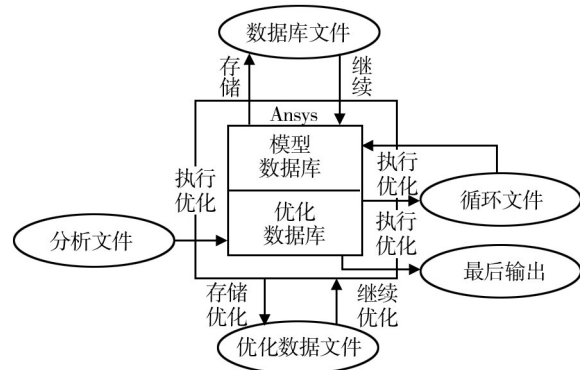 数据库文件
存
储
继
续
Ansys
模型
数据库
执行
优化
执行
优化
循环文件
优化
数据库
执行
优化
分析文件
最后输出
存储
优化
继续
优化
优化数据文件